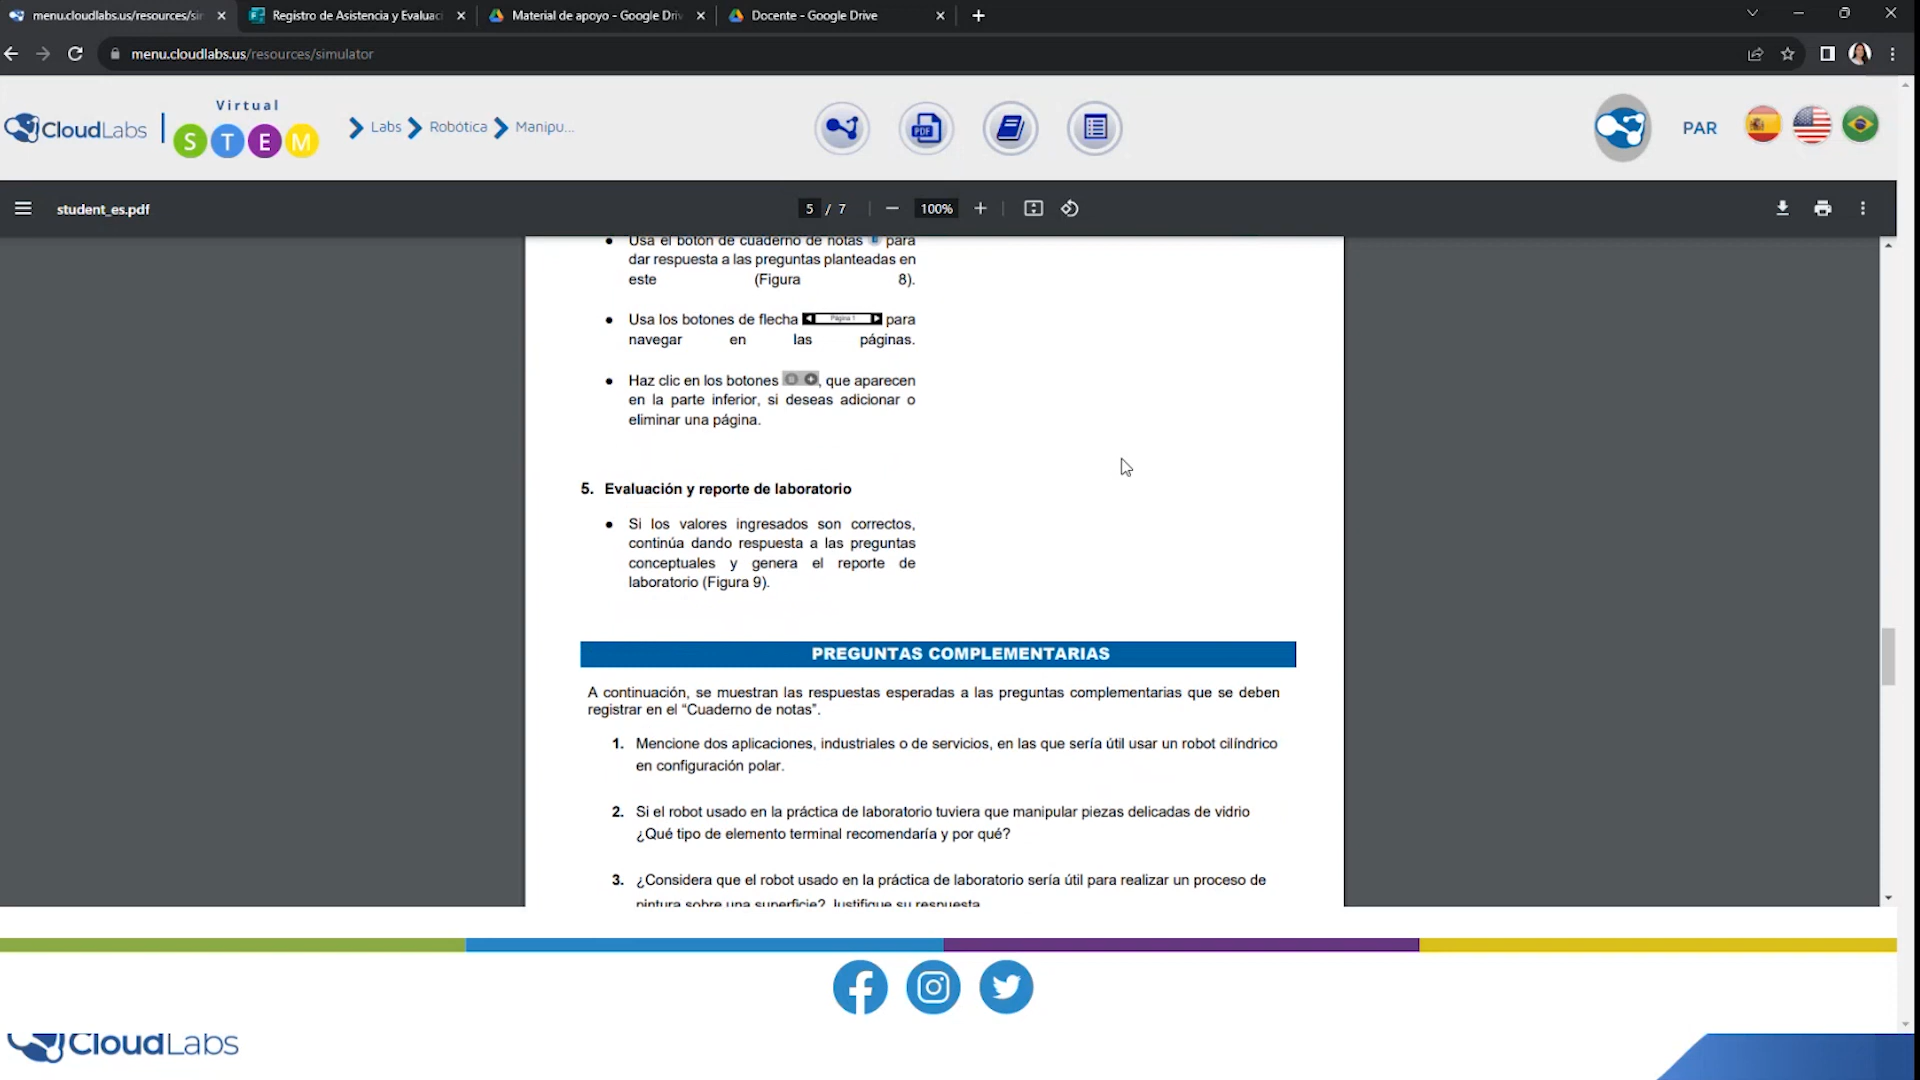 menu.cloudlabs.us/resources/sir
Registro de Asistencia y Evaluac
Material de apoyo - Google Driv
Docente - Google Drive
menu.cloudlabs.us/resources/simulator
CloudLabs
Virtual
S T E M
Labs
Robótica
Manipu...
PDF
PAR
student_es.pdf
5 / 7
100%
Usa el botón de cuaderno de notas para
dar respuesta a las preguntas planteadas en
este (Figura 8).
Usa los botones de flecha Página 1 para
navegar en las páginas.
Haz clic en los botones , que aparecen
en la parte inferior, si deseas adicionar o
eliminar una página.
5. Evaluación y reporte de laboratorio
Si los valores ingresados son correctos,
continúa dando respuesta a las preguntas
conceptuales y genera el reporte de
laboratorio (Figura 9).
PREGUNTAS COMPLEMENTARIAS
A continuación, se muestran las respuestas esperadas a las preguntas complementarias que se deben
registrar en el “Cuaderno de notas”.
1. Mencione dos aplicaciones, industriales o de servicios, en las que sería útil usar un robot cilíndrico
en configuración polar.
2. Si el robot usado en la práctica de laboratorio tuviera que manipular piezas delicadas de vidrio
¿Qué tipo de elemento terminal recomendaría y por qué?
3. ¿Considera que el robot usado en la práctica de laboratorio sería útil para realizar un proceso de
pintura sobre una superficie? Justifique su respuesta
CloudLabs